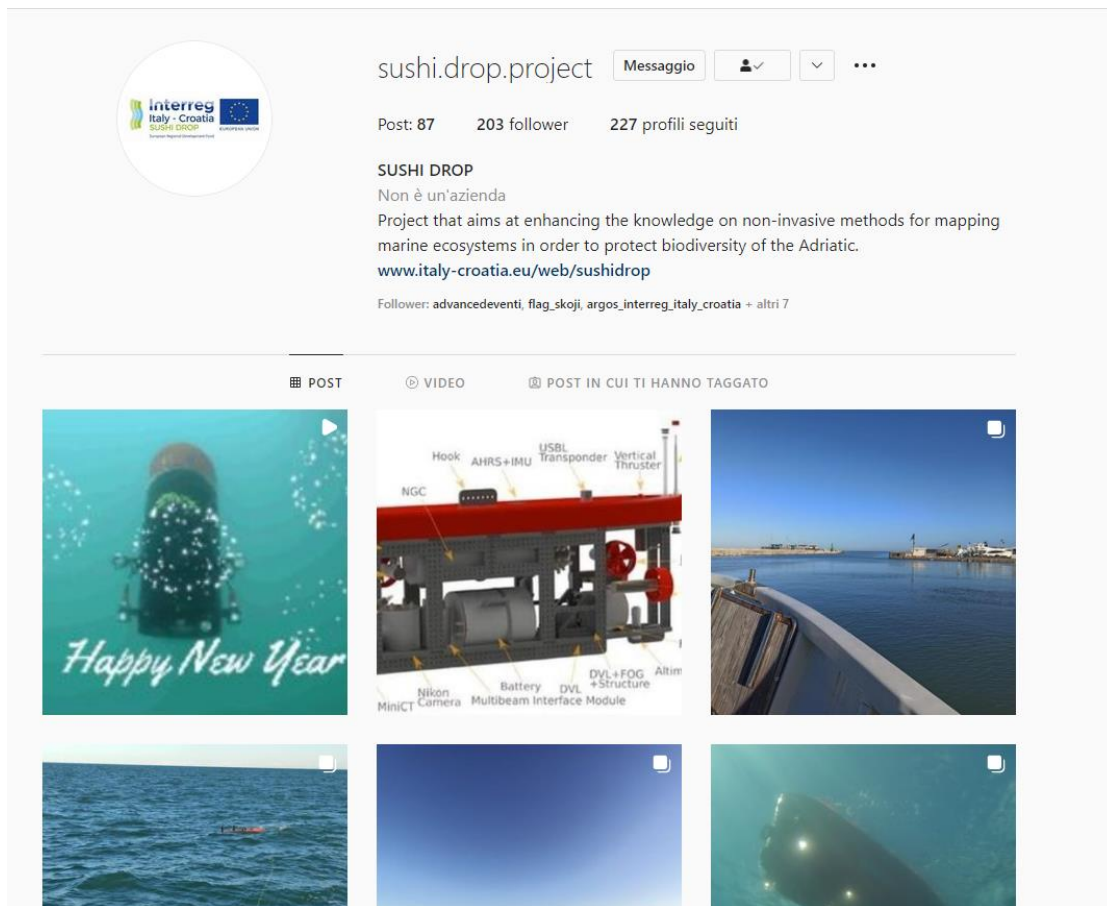 Interreg
Italy - Croatia
SUSHI DROP
European Regional Development Fund
EUROPEAN UNION
sushi.drop.project Messaggio
Post: 87 203 follower 227 profili seguiti
SUSHI DROP
Non è un'azienda
Project that aims at enhancing the knowledge on non-invasive methods for mapping
marine ecosystems in order to protect biodiversity of the Adriatic.
www.italy-croatia.eu/web/sushidrop
Follower: advancedeventi, flag_skoji, argos_interreg_italy_croatia + altri 7
POST VIDEO POST IN CUI TI HANNO TAGGATO
Happy New Year
Hook
AHRS+IMU
USBL
Transponder
Vertical
Thruster
NGC
MiniCT
Nikon
Camera
Battery
Multibeam Interface Module
DVL
DVL+FOG
+Structure
Altim